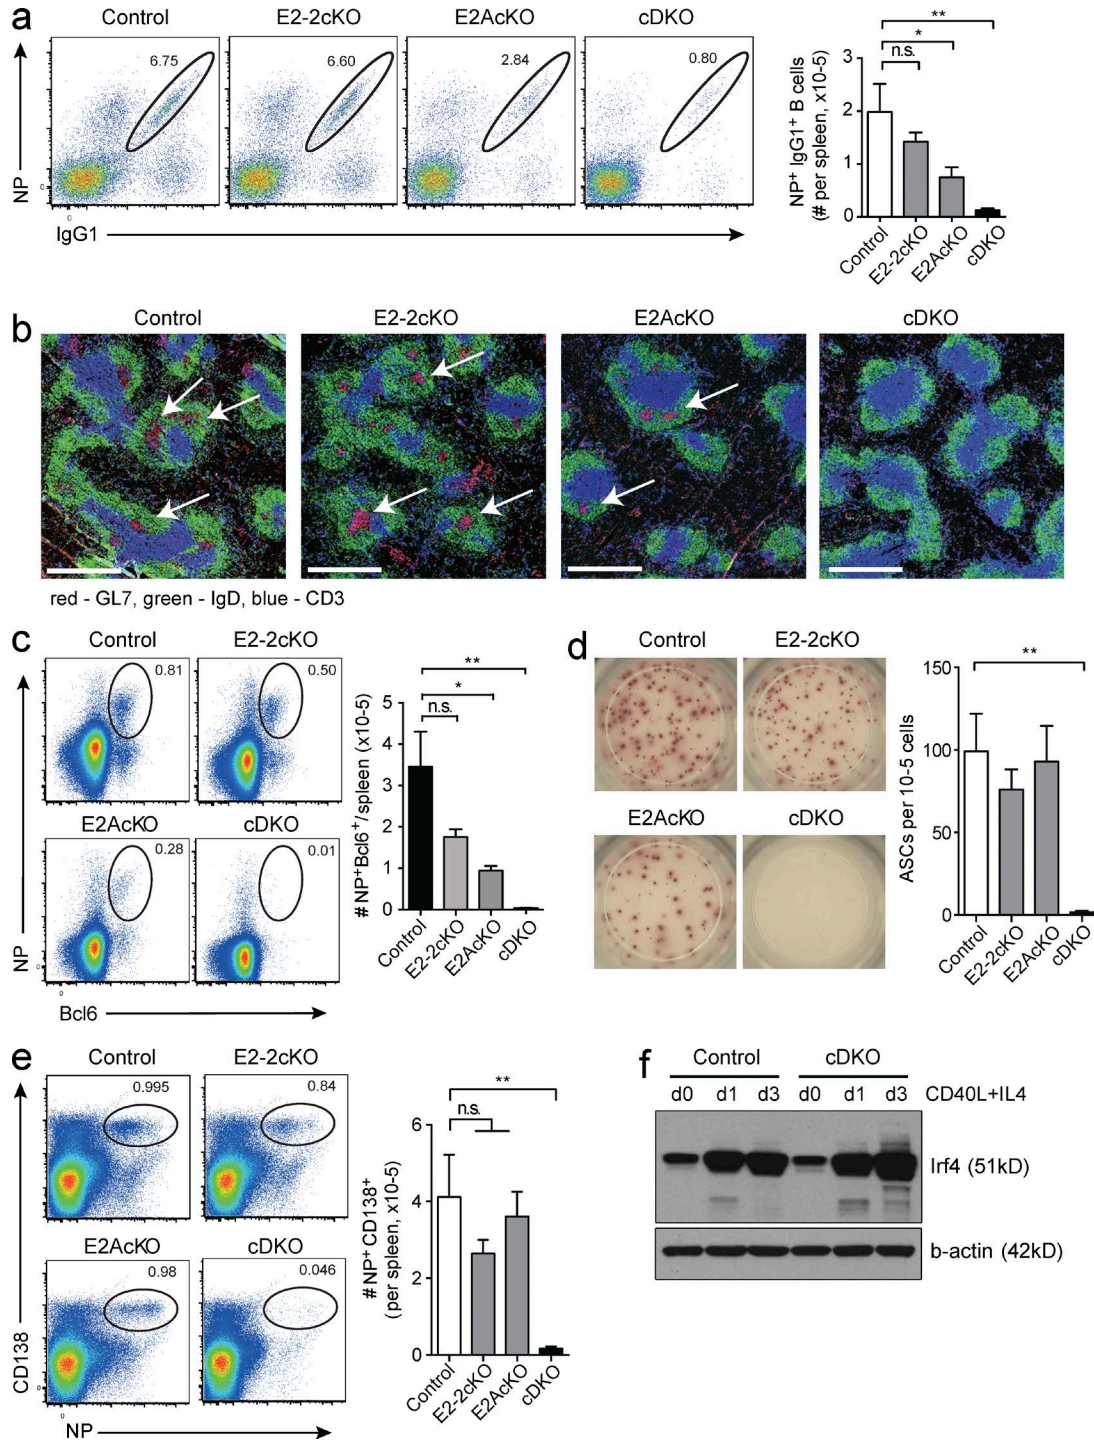 a
Control E2-2cKO E2AcKO cDKO
6.75 6.60 2.84 0.80
NP
0
0
IgG1
** 
* 
n.s.
3
2
1
0
NP+ IgG1+ B cells
(# per spleen, x10-5)
Control E2-2cKO E2AcKO cDKO
b
Control E2-2cKO E2AcKO cDKO
red - GL7, green - IgD, blue - CD3
c
Control E2-2cKO
0.81 0.50
E2AcKO cDKO
0.28 0.01
NP
0
0
Bcl6
**
*
n.s.
5
4
3
2
1
0
# NP+Bcl6+/spleen (x10-5)
Control E2-2cKO E2AcKO cDKO
d
Control E2-2cKO
E2AcKO cDKO
**
150
100
50
0
ASCs per 10-5 cells
Control E2-2cKO E2AcKO cDKO
e
Control E2-2cKO
0.995 0.84
E2AcKO cDKO
0.98 0.046
CD138
0
0
NP
**
n.s.
6
4
2
0
# NP+ CD138+
(per spleen, x10-5)
Control E2-2cKO E2AcKO cDKO
f
Control cDKO
d0 d1 d3 d0 d1 d3 CD40L+IL4
Irf4 (51kD)
b-actin (42kD)